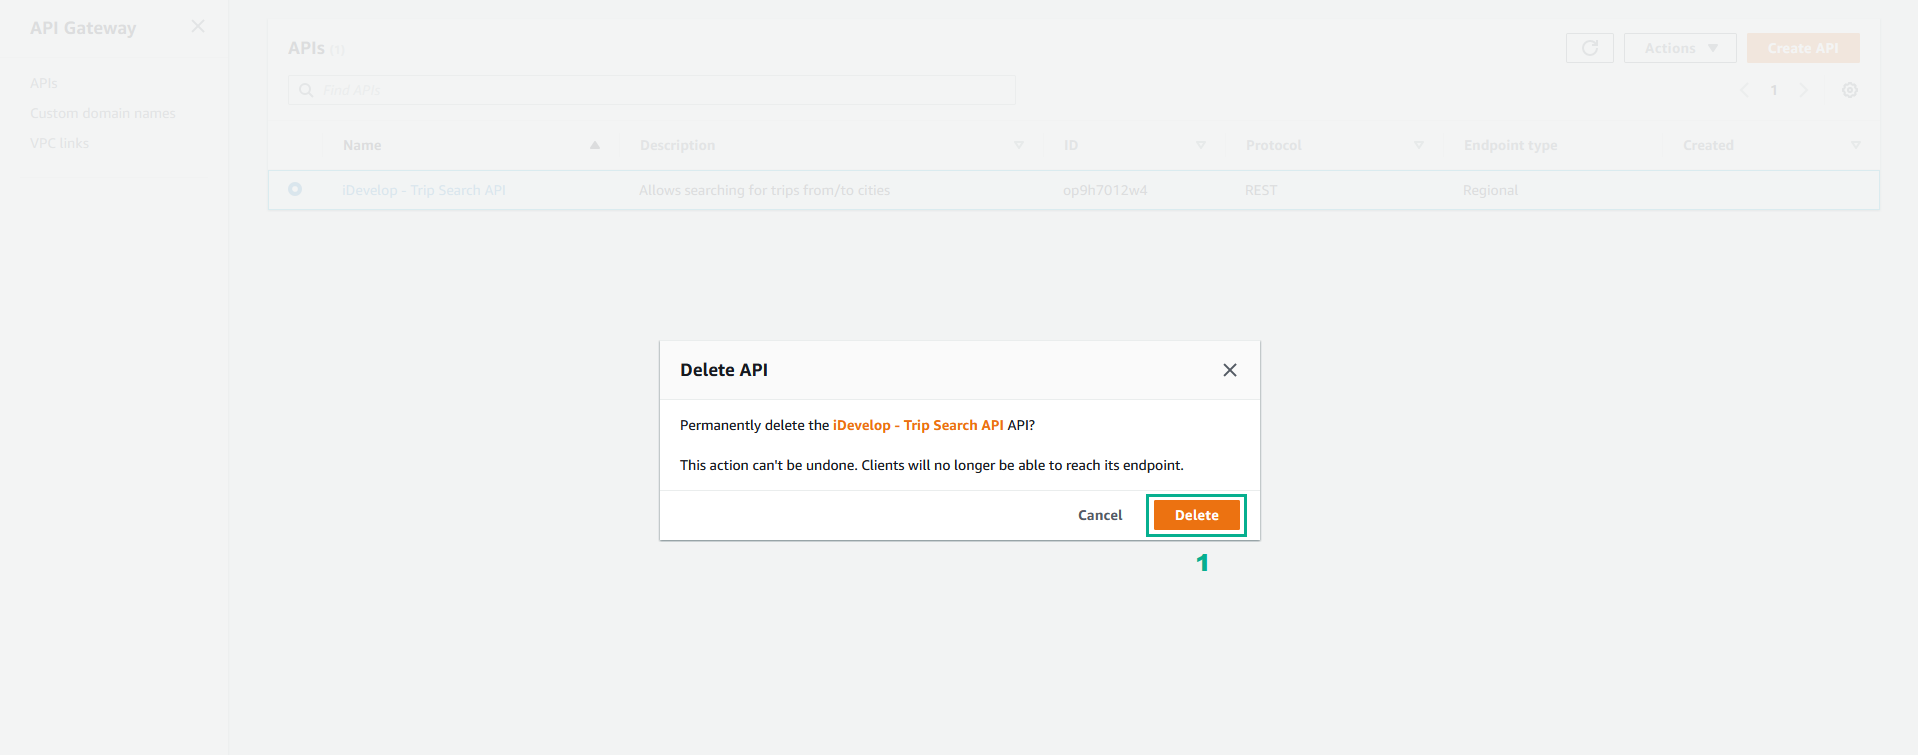 API Gateway
APIs
Custom domain names
VPC links
APIs (1)
Actions
Create API
Find APIs
1
Name Description ID Protocol Endpoint type Created
iDevelop - Trip Search API Allows searching for trips from/to cities op9h7012w4 REST Regional
Delete API
Permanently delete the iDevelop - Trip Search API API?
This action can't be undone. Clients will no longer be able to reach its endpoint.
Cancel Delete
1